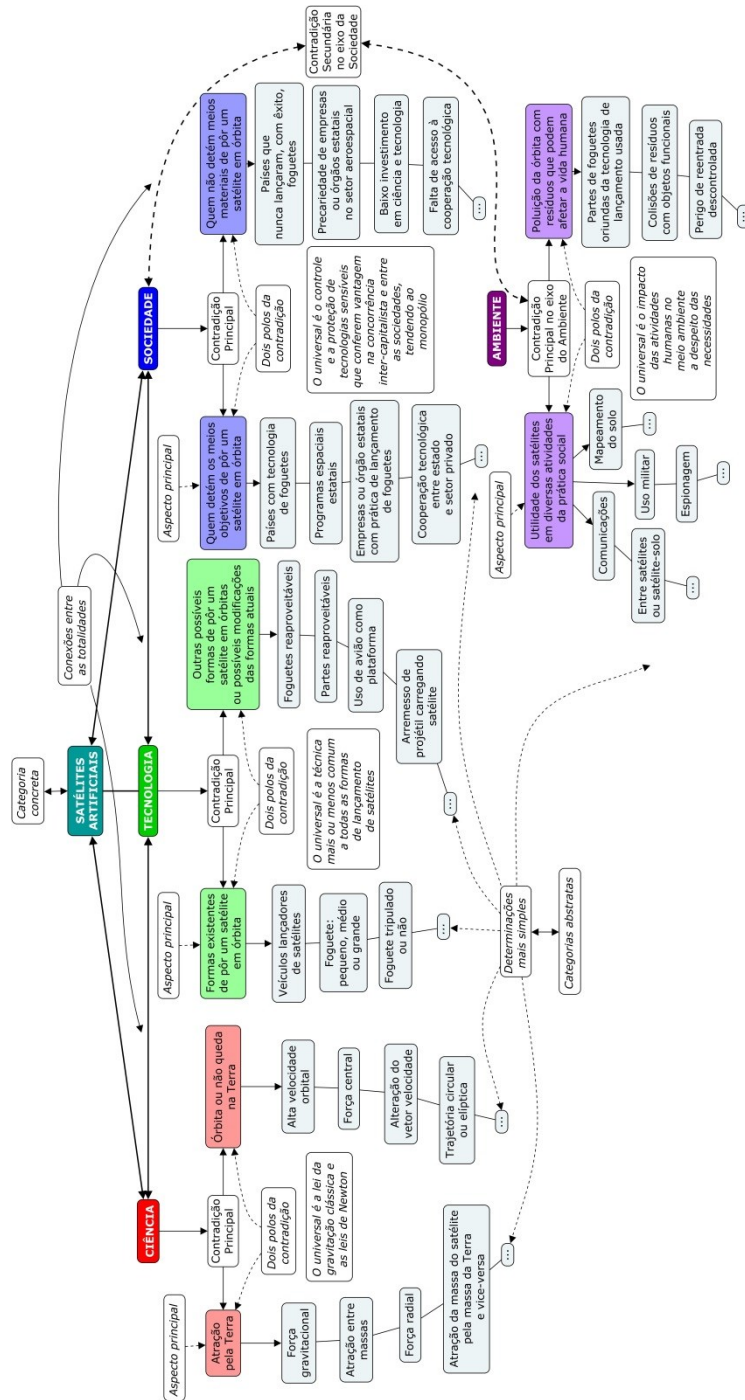 Categoria
concreta
SATÉLITES
ARTIFICIAIS
Conexões entre
as totalidades
CIÊNCIA
TECNOLOGIA
SOCIEDADE
Aspecto principal
Atração
pela Terra
Contradição
Principal
Órbita ou não queda
na Terra
Dois polos da
contradição
O universal é a lei da
gravitação clássica e
as leis de Newton
Força
gravitacional
Atração entre
massas
Força radial
Atração da massa do satélite
pela massa da Terra
e vice-versa
...
Alta velocidade
orbital
Força central
Alteração do
vetor velocidade
Trajetória circular
ou elíptica
...
Aspecto principal
Formas existentes
de pôr um satélite
em órbita
Contradição
Principal
Outras possíveis
formas de pôr um
satélite em órbitas
ou possíveis modificações
das formas atuais
Dois polos da
contradição
O universal é a técnica
mais ou menos comum
a todas as formas
de lançamento
de satélites
Veículos lançadores
de satélites
Foguete:
pequeno, médio
ou grande
Foguete tripulado
ou não
...
Foguetes reaproveitáveis
Partes reaproveitáveis
Uso de avião como
plataforma
Arremesso de
projétil carregando
satélite
...
Aspecto principal
Quem detém os meios
objetivos de pôr um
satélite em órbita
Contradição
Principal
Quem não detém meios
materiais de pôr um
satélite em órbita
Dois polos da
contradição
O universal é o controle
e a proteção de
tecnologias sensíveis
que conferem vantagem
na concorrência
inter-capitalista e entre
as sociedades,
tendendo ao
monopólio
Países com tecnologia
de foguetes
Programas espaciais
estatais
Empresas ou órgão estatais
com prática de lançamento
de foguetes
Cooperação tecnológica
entre estado
e setor privado
...
Países que
nunca lançaram, com êxito,
foguetes
Precariedade de empresas
ou órgãos estatais
no setor aeroespacial
Baixo investimento
em ciência e tecnologia
Falta de acesso à
cooperação tecnológica
...
Contradição
Secundária
no eixo da
Sociedade
Determinações
mais simples
Categorias abstratas
AMBIENTE
Aspecto principal
Utilidade dos satélites
em diversas atividades
da prática social
Contradição
Principal no eixo
do Ambiente
Poluição da órbita com
resíduos que podem
afetar a vida humana
Dois polos da
contradição
O universal é o impacto
das atividades
humanas no
meio ambiente
a despeito das
necessidades
Comunicações
Entre satélites
ou satélite-solo
...
Uso militar
Espionagem
...
Mapeamento
do solo
...
Partes de foguetes
oriundas da tecnologia de
lançamento usada
Colisões de resíduos
com objetos funcionais
Perigo de reentrada
descontrolada
...